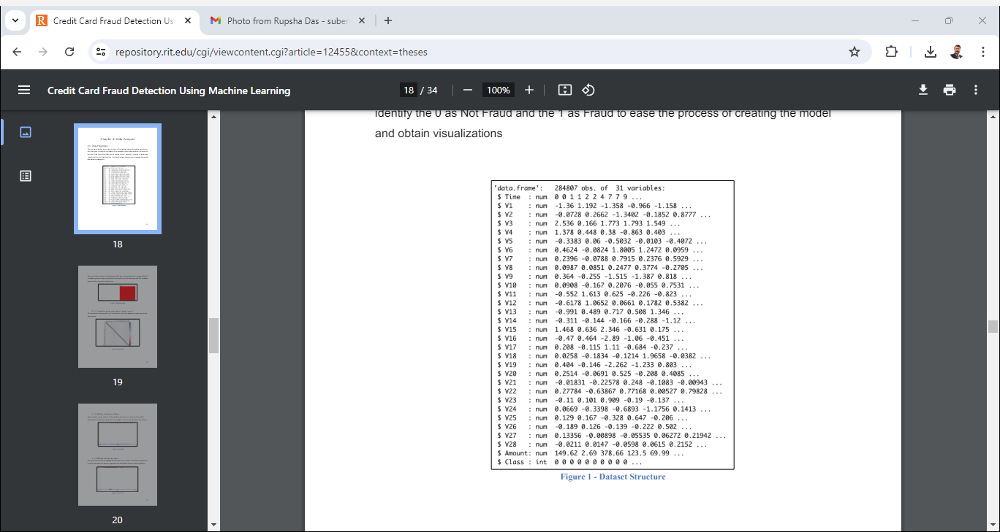 Credit Card Fraud Detection Usi
Photo from Rupsha Das - suber
repository.rit.edu/cgi/viewcontent.cgi?article=12455&context=theses
Credit Card Fraud Detection Using Machine Learning
18 / 34
100%
identify the 0 as Not Fraud and the 1 as Fraud to ease the process of creating the model
and obtain visualizations
'data.frame': 284807 obs. of 31 variables:
$ Time : num 0 0 1 1 2 2 4 7 7 9 ...
$ V1 : num -1.36 1.192 -1.358 -0.966 -1.158 ...
$ V2 : num -0.0728 0.2662 -1.3402 -0.1852 0.8777 ...
$ V3 : num 2.536 0.166 1.773 1.793 1.549 ...
$ V4 : num 1.378 0.448 0.38 -0.863 0.403 ...
$ V5 : num -0.3383 0.06 -0.5032 -0.0103 -0.4072 ...
$ V6 : num 0.4624 -0.0824 1.8005 1.2472 0.0959 ...
$ V7 : num 0.2396 -0.0788 0.7915 0.2376 0.5929 ...
$ V8 : num 0.0987 0.0851 0.2477 0.3774 -0.2705 ...
$ V9 : num 0.364 -0.255 -1.515 -1.387 0.818 ...
$ V10 : num 0.0908 -0.167 0.2076 -0.055 0.7531 ...
$ V11 : num -0.552 1.613 0.625 -0.226 -0.823 ...
$ V12 : num -0.6178 1.0652 0.0661 0.1782 0.5382 ...
$ V13 : num -0.991 0.489 0.717 0.508 1.346 ...
$ V14 : num -0.311 -0.144 -0.166 -0.288 -1.12 ...
$ V15 : num 1.468 0.636 2.346 -0.631 0.175 ...
$ V16 : num -0.47 0.464 -2.89 -1.06 -0.451 ...
$ V17 : num 0.208 -0.115 1.11 -0.684 -0.237 ...
$ V18 : num 0.0258 -0.1834 -0.1214 1.9658 -0.0382 ...
$ V19 : num 0.404 -0.146 -2.262 -1.233 0.803 ...
$ V20 : num 0.2514 -0.0691 0.525 -0.208 0.4085 ...
$ V21 : num -0.01831 -0.22578 0.248 -0.1083 -0.00943 ...
$ V22 : num 0.27784 -0.63867 0.77168 0.00527 0.79828 ...
$ V23 : num -0.11 0.101 0.909 -0.19 -0.137 ...
$ V24 : num 0.0669 -0.3398 -0.6893 -1.1756 0.1413 ...
$ V25 : num 0.129 0.167 -0.328 0.647 -0.206 ...
$ V26 : num -0.189 0.126 -0.139 -0.222 0.502 ...
$ V27 : num 0.13356 -0.00898 -0.05535 0.06272 0.21942 ...
$ V28 : num -0.0211 0.0147 -0.0598 0.0615 0.2152 ...
$ Amount: num 149.62 2.69 378.66 123.5 69.99 ...
$ Class : int 0 0 0 0 0 0 0 0 0 0 ...
Figure 1 - Dataset Structure
18
19
20